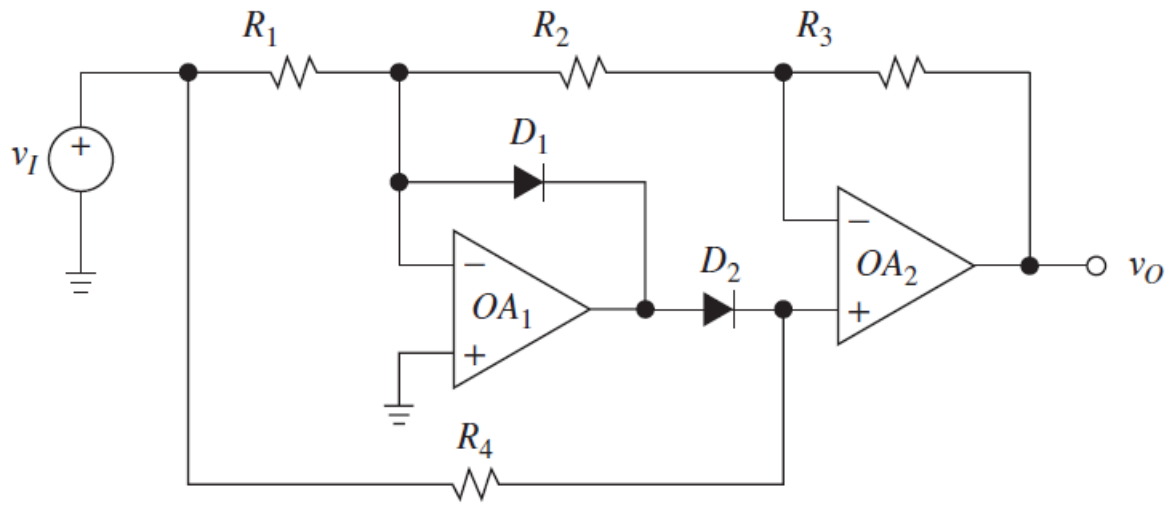 R1 R2 R3
D1
vI + −
OA1 +
D2
− OA2 +
vO
R4